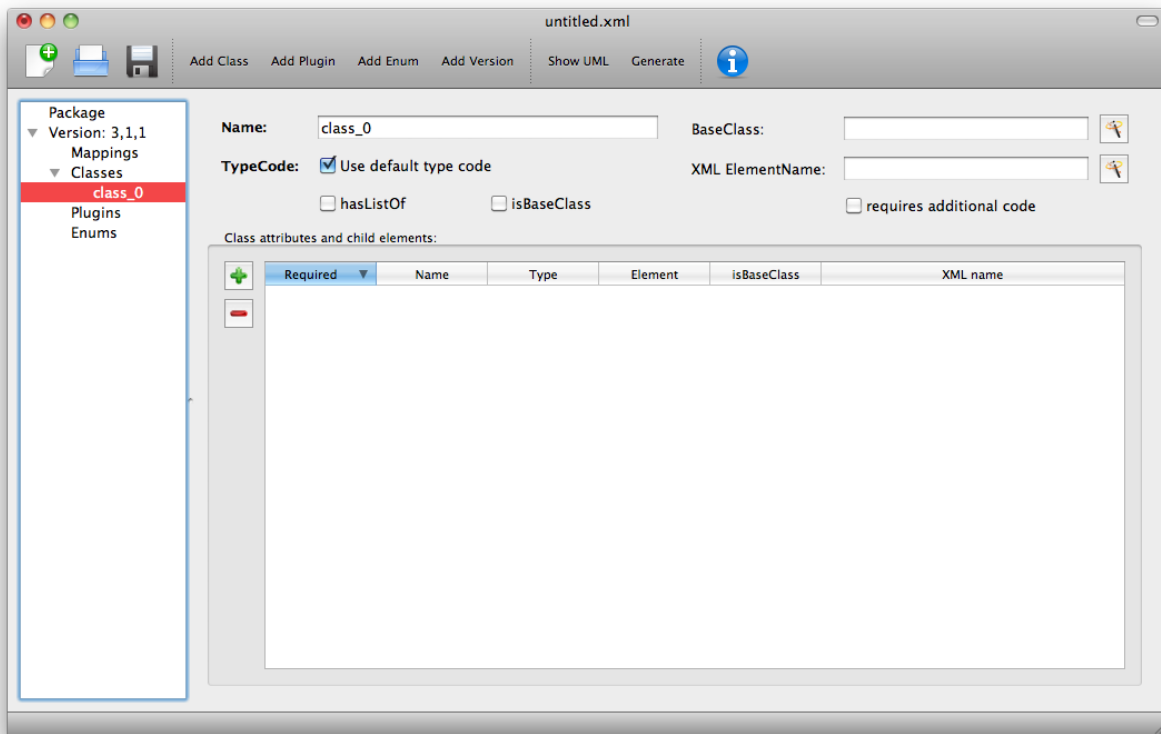 untitled.xml
Add Class Add Plugin Add Enum Add Version Show UML Generate
Package
Version: 3,1,1
Mappings
Classes
class_0
Plugins
Enums
Name: class_0 BaseClass:
TypeCode: Use default type code XML ElementName:
hasListOf isBaseClass requires additional code
Class attributes and child elements:
Required Name Type Element isBaseClass XML name